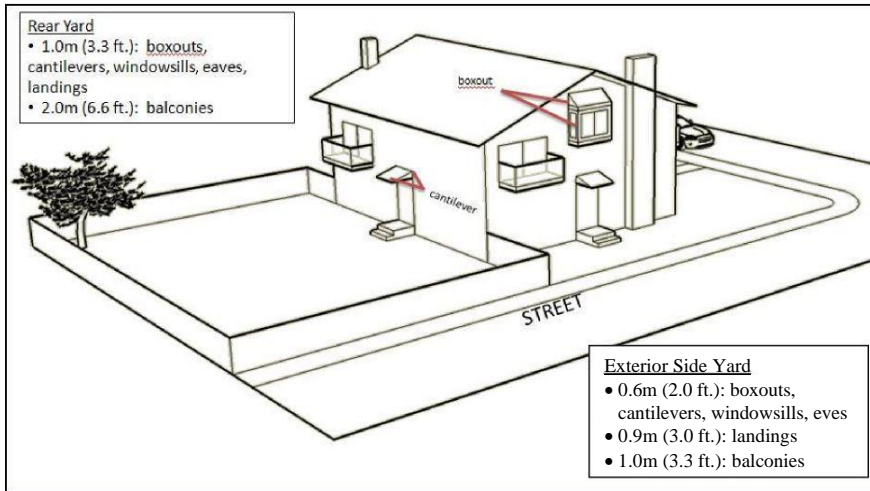 Rear Yard
• 1.0m (3.3 ft.): boxouts,
cantilevers, windowsills, eaves,
landings
• 2.0m (6.6 ft.): balconies
boxout
cantilever
STREET
Exterior Side Yard
• 0.6m (2.0 ft.): boxouts,
cantilevers, windowsills, eves
• 0.9m (3.0 ft.): landings
• 1.0m (3.3 ft.): balconies